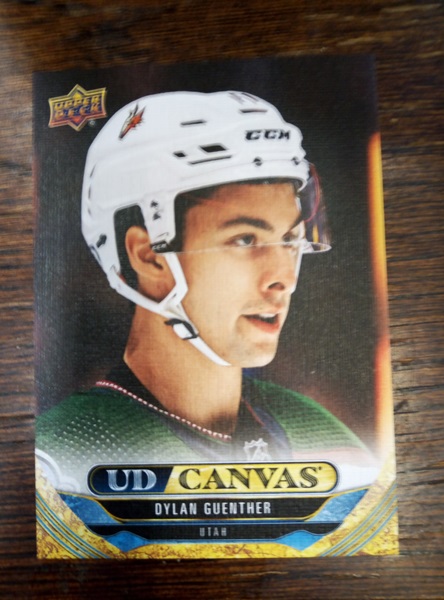 UPPER
DECK
CCM
UD CANVAS
DYLAN GUENTHER
UTAH